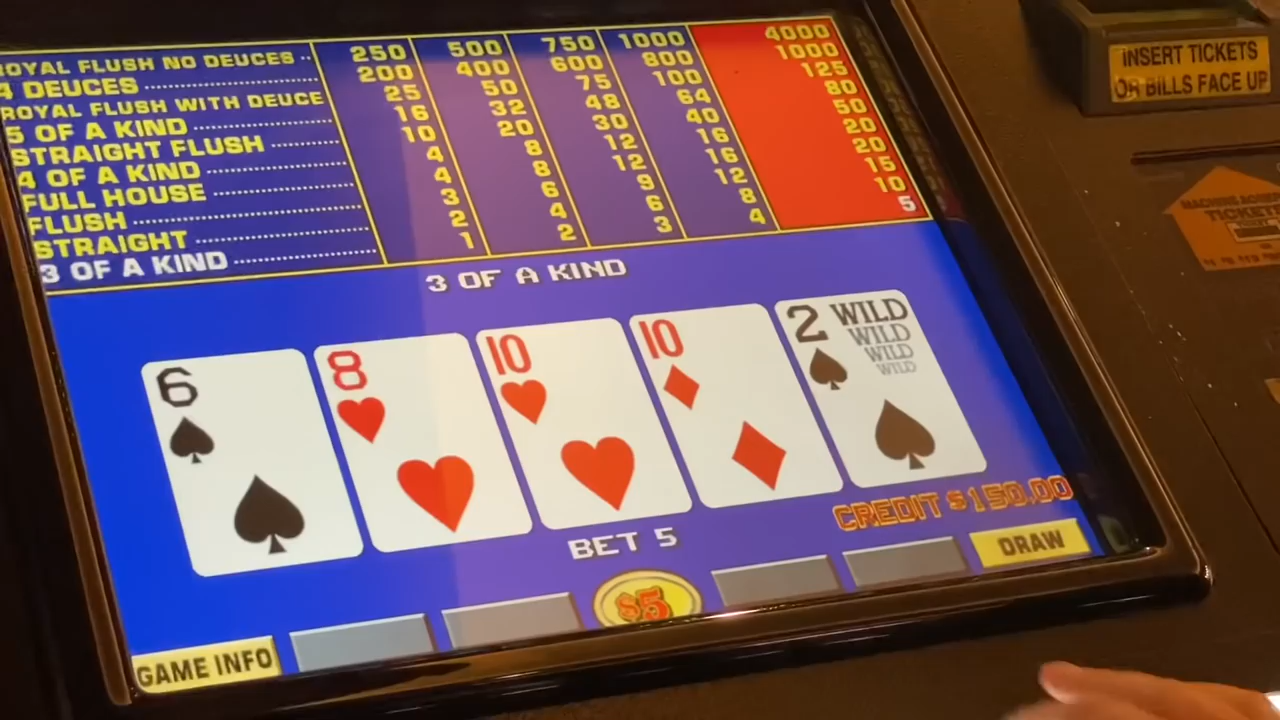 ROYAL FLUSH NO DEUCES .. 250 500 750 1000 4000
4 DEUCES 200 400 600 800 1000
ROYAL FLUSH WITH DEUCE 25 50 75 100 125
5 OF A KIND 16 32 48 64 80
STRAIGHT FLUSH 10 20 30 40 50
4 OF A KIND 4 8 12 16 20
FULL HOUSE 4 8 12 16 20
FLUSH 3 6 9 12 15
STRAIGHT 2 4 6 8 10
3 OF A KIND 1 2 3 4 5
3 OF A KIND
6
8
10
10
2 WILD
WILD
WILD
WILD
CREDIT $150.00
BET 5
GAME INFO
$5
DRAW
INSERT TICKETS
OR BILLS FACE UP
TICKETS